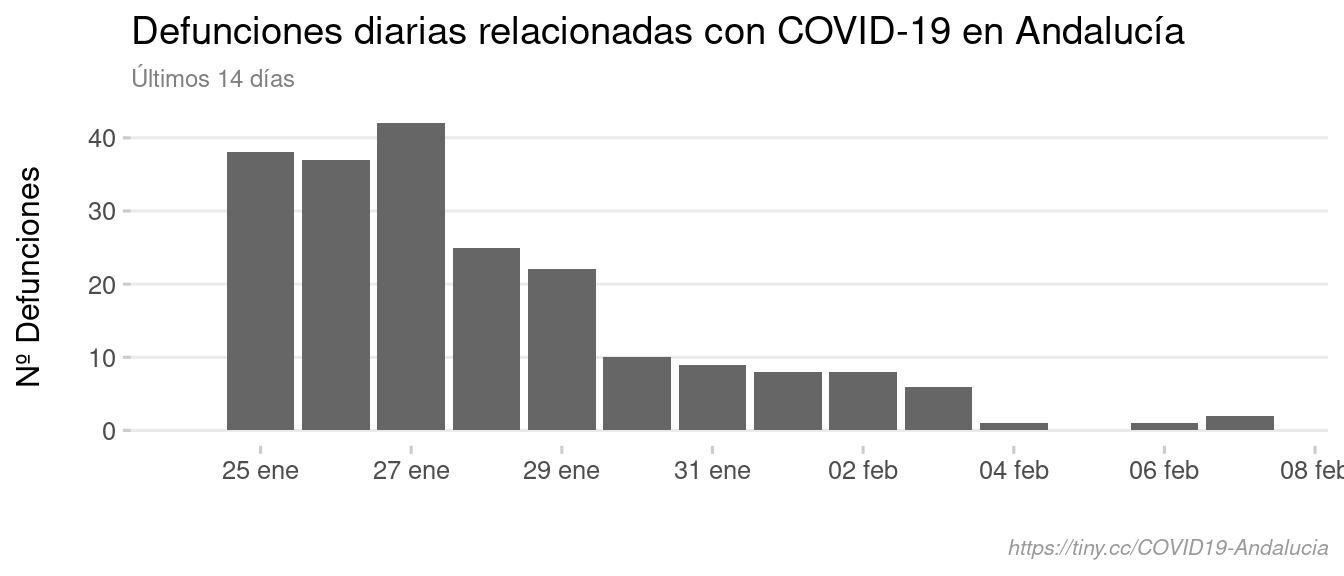 Defunciones diarias relacionadas con COVID-19 en Andalucía
Últimos 14 días
Nº Defunciones
40
30
20
10
0
25 ene 27 ene 29 ene 31 ene 02 feb 04 feb 06 feb 08 feb
https://tiny.cc/COVID19-Andalucia